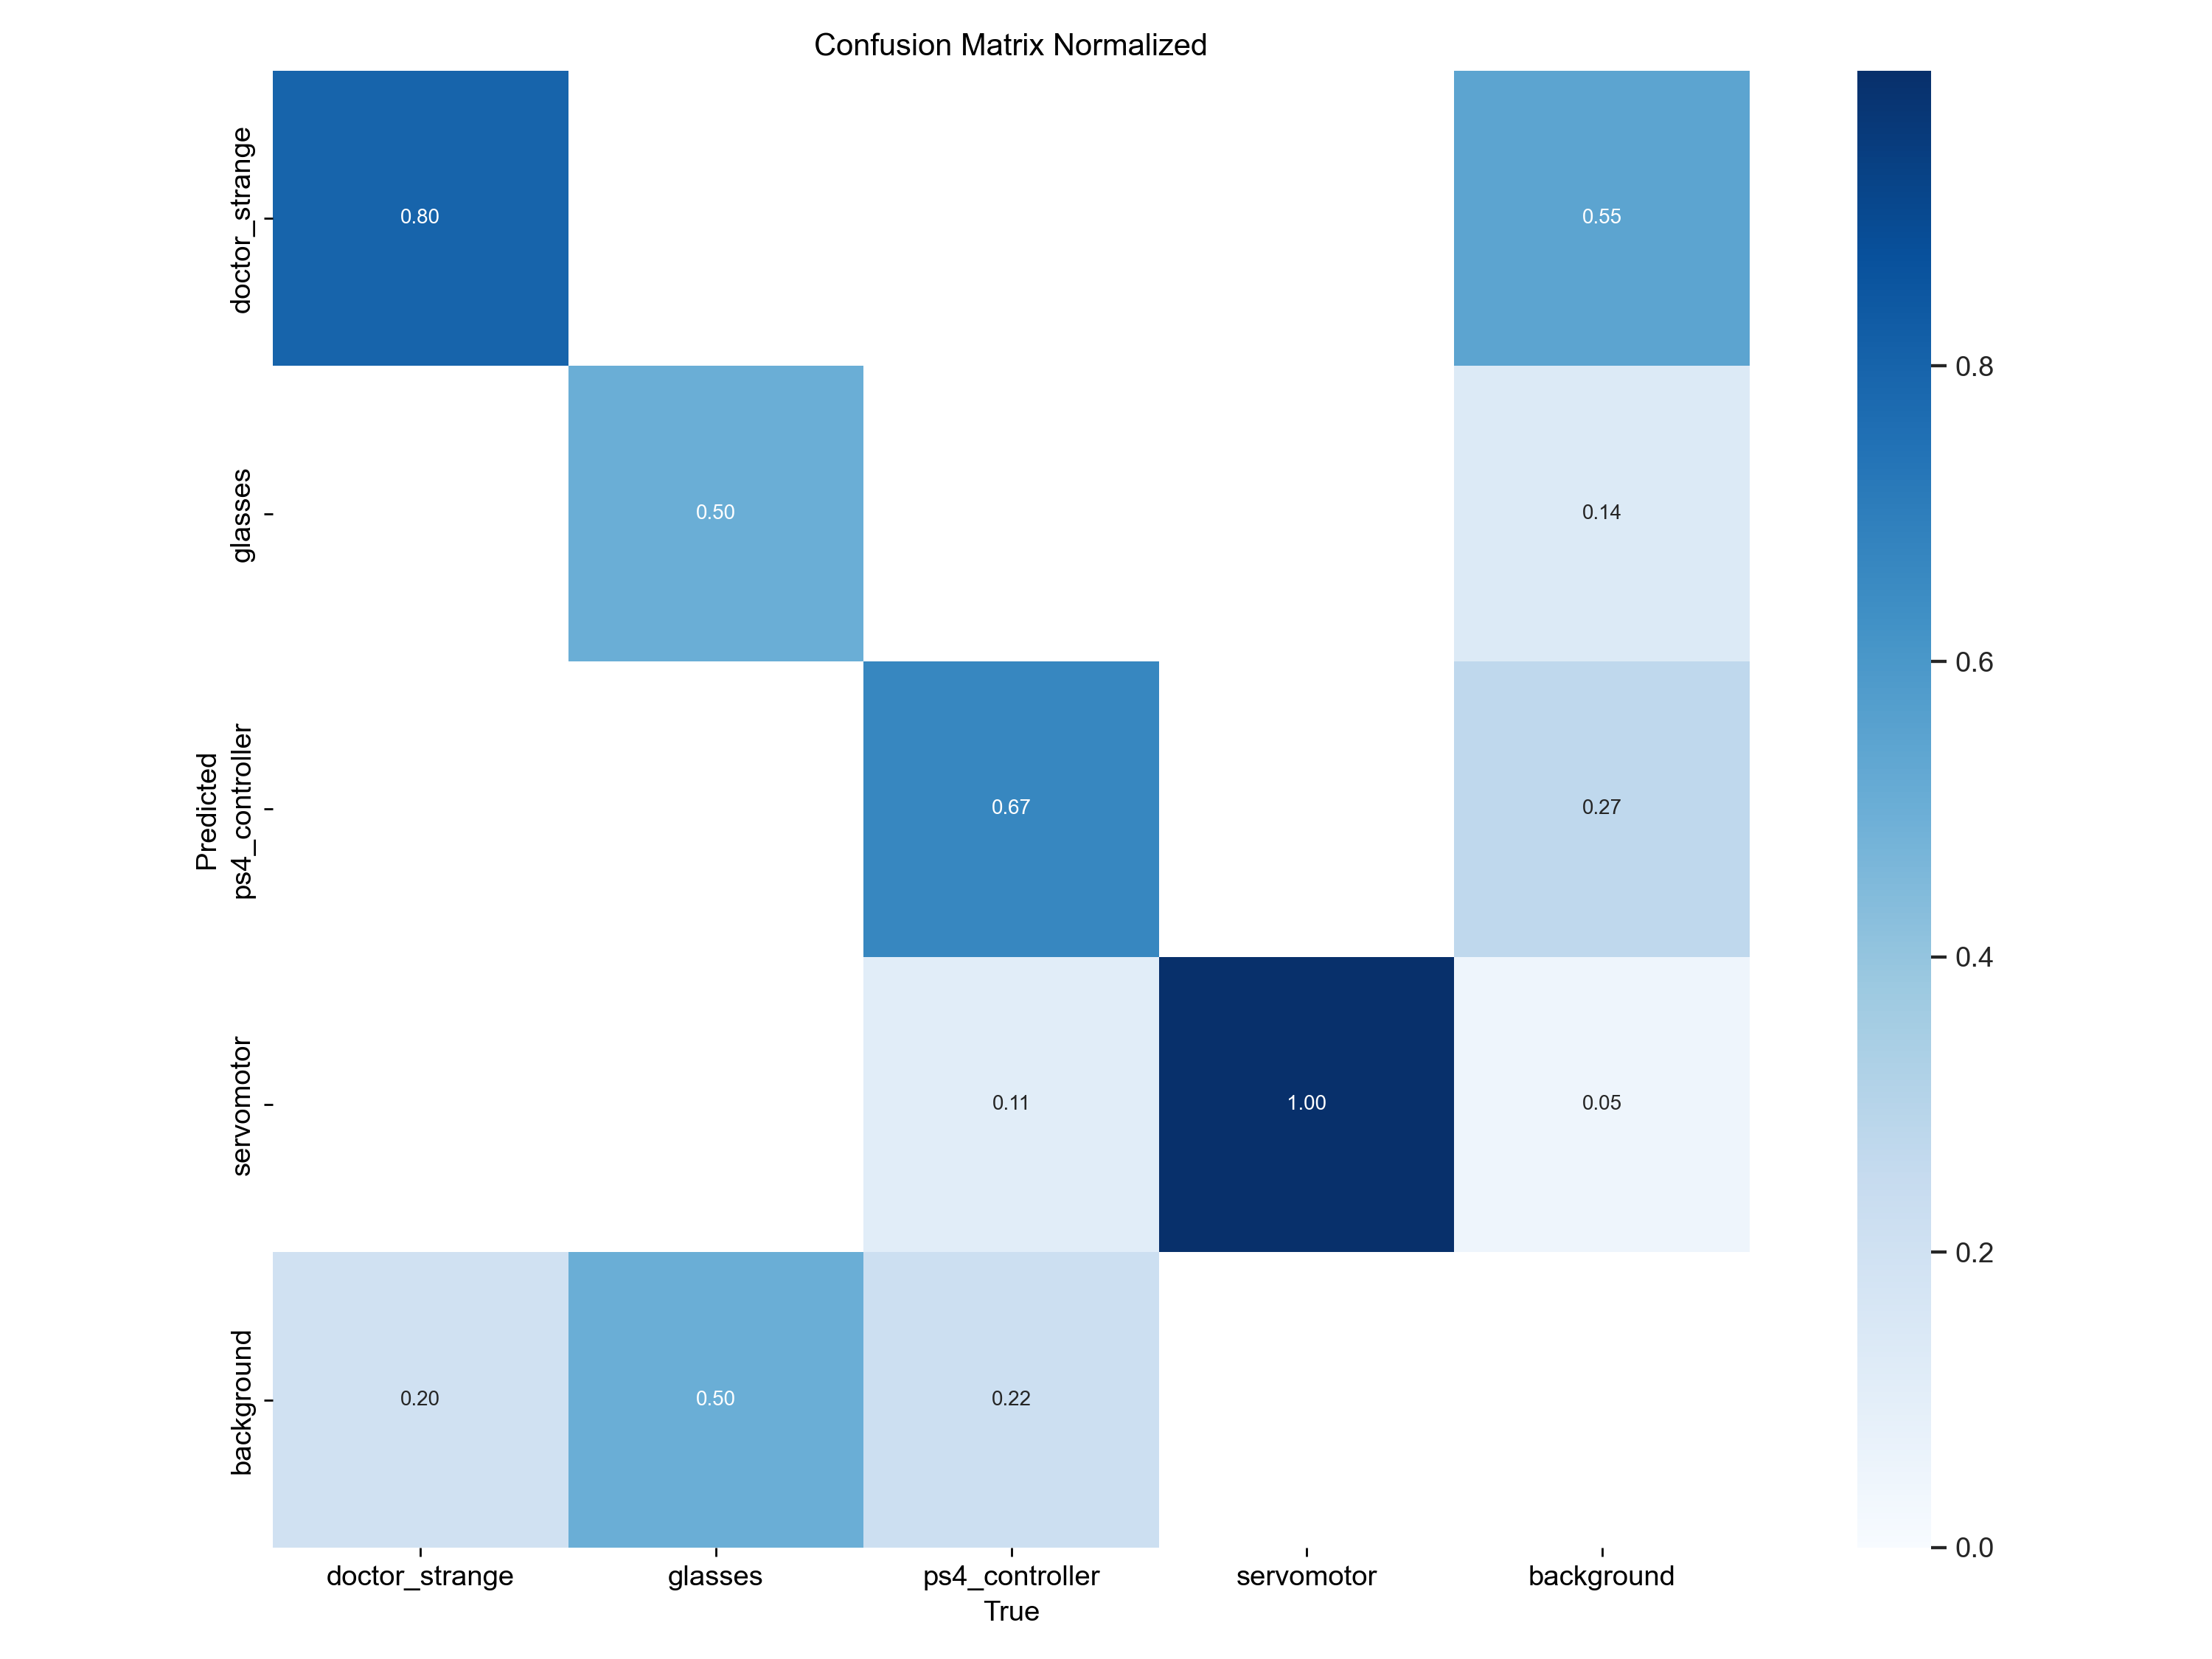 Confusion Matrix Normalized
doctor_strange
0.80
0.55
0.8
glasses
0.50
0.14
0.6
Predicted
ps4_controller
0.67
0.27
0.4
servomotor
0.11
1.00
0.05
0.2
background
0.20
0.50
0.22
0.0
doctor_strange
glasses
ps4_controller
servomotor
background
True